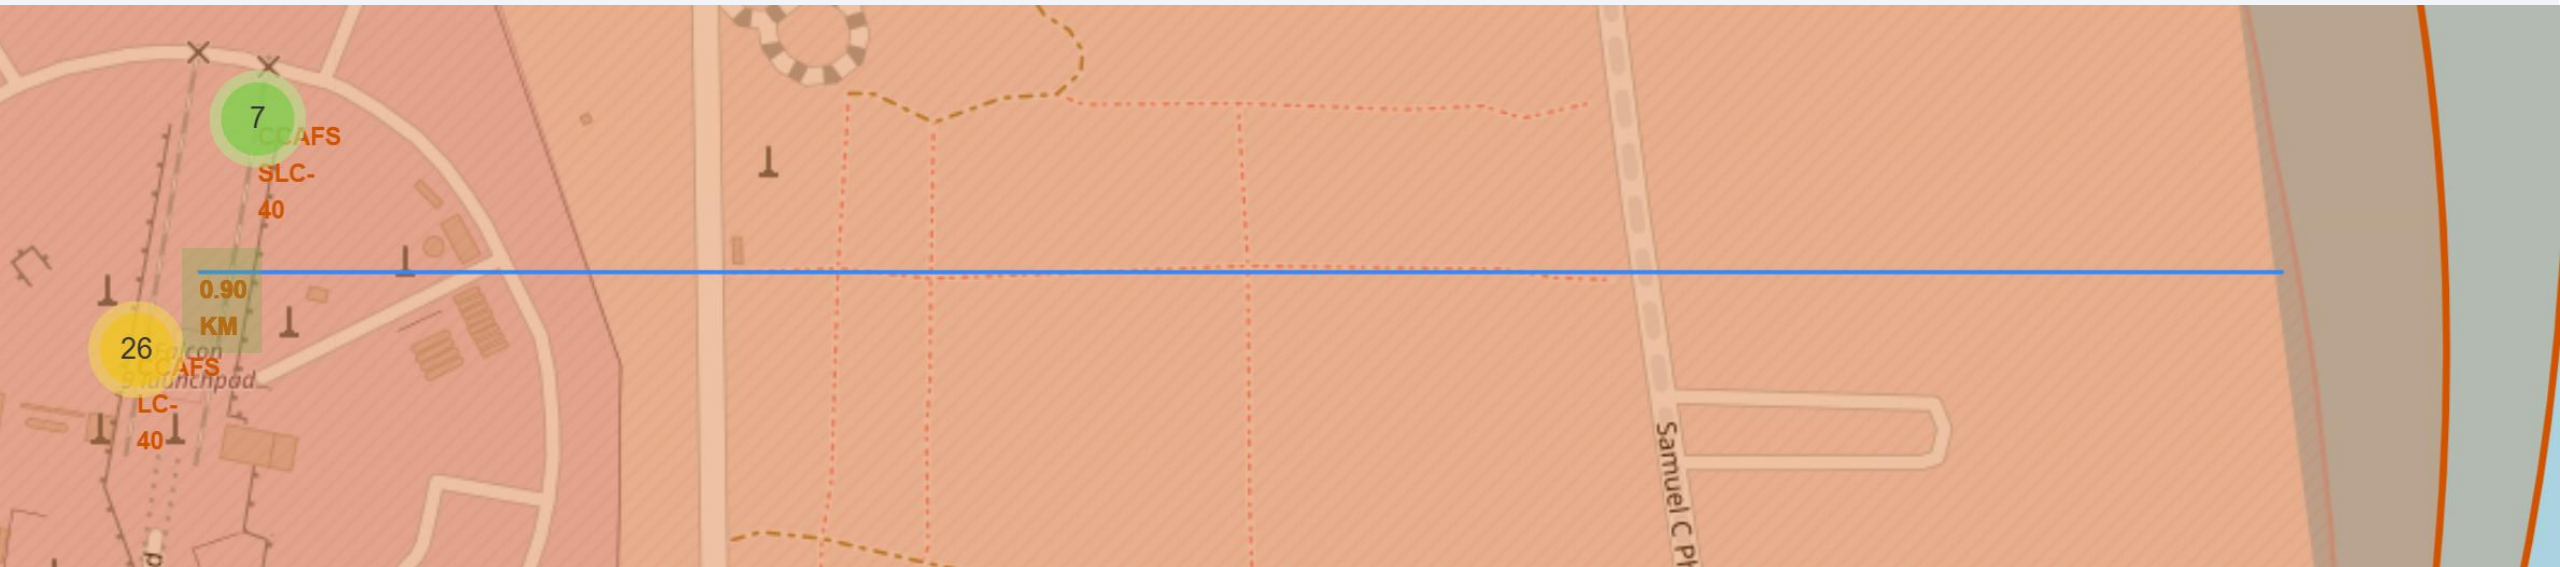 7
CCAFS
SLC-
40
0.90
KM
26
Falcon
9 launchpad
CCAFS
LC-
40
Samuel C Ph